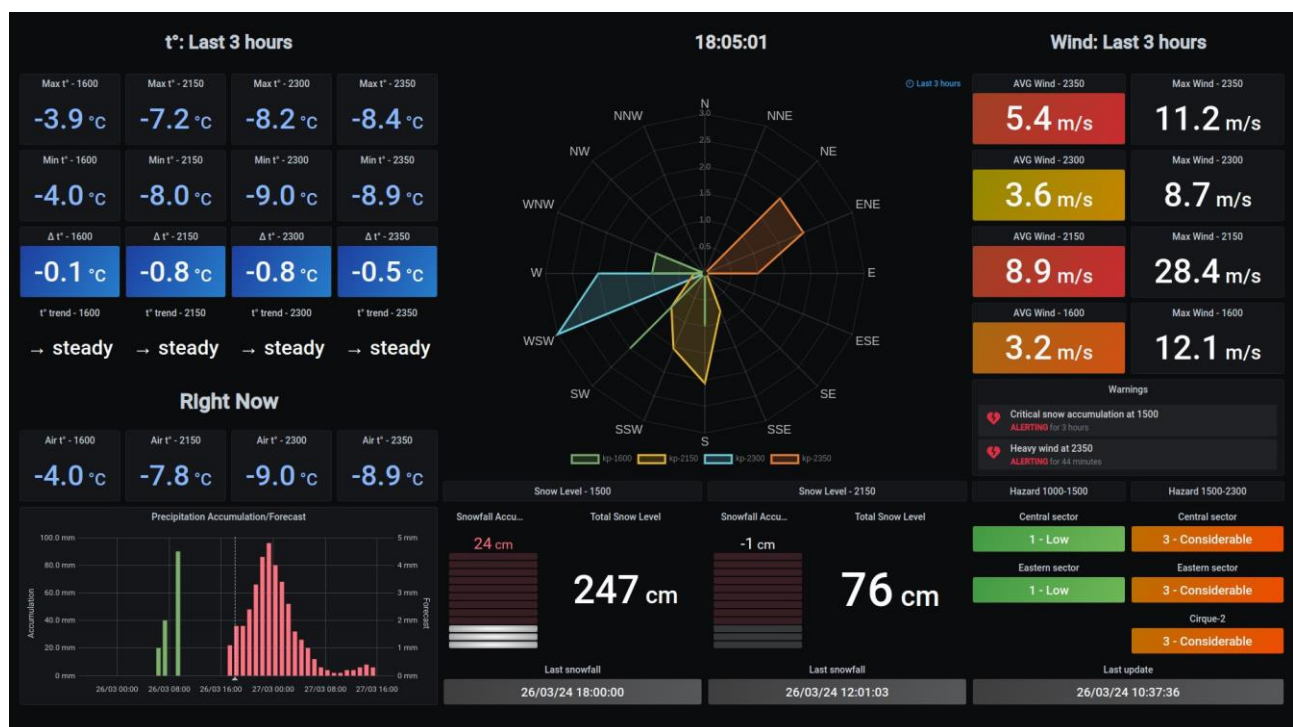 t°: Last 3 hours
Max t° - 1600
Max t° - 2150
Max t° - 2300
Max t° - 2350
-3.9 °C
-7.2 °C
-8.2 °C
-8.4 °C
Min t° - 1600
Min t° - 2150
Min t° - 2300
Min t° - 2350
-4.0 °C
-8.0 °C
-9.0 °C
-8.9 °C
Δ t° - 1600
Δ t° - 2150
Δ t° - 2300
Δ t° - 2350
-0.1 °C
-0.8 °C
-0.8 °C
-0.5 °C
t° trend - 1600
t° trend - 2150
t° trend - 2300
t° trend - 2350
→ steady
→ steady
→ steady
→ steady
Right Now
Air t° - 1600
Air t° - 2150
Air t° - 2300
Air t° - 2350
-4.0 °C
-7.8 °C
-9.0 °C
-8.9 °C
Precipitation Accumulation/Forecast
100.0 mm
80.0 mm
60.0 mm
40.0 mm
20.0 mm
0 mm
Accumulation
5 mm
4 mm
3 mm
2 mm
1 mm
0 mm
Forecast
26/03 00:00
26/03 08:00
26/03 16:00
27/03 00:00
27/03 08:00
27/03 16:00
18:05:01
Last 3 hours
N
NNE
NE
ENE
E
ESE
SE
SSE
S
SSW
SW
WSW
W
WNW
NW
NNW
3.0
2.5
2.0
1.5
1.0
0.5
kp-1600
kp-2150
kp-2300
kp-2350
Snow Level - 1500
Snowfall Accu...
Total Snow Level
24 cm
247 cm
Last snowfall
26/03/24 18:00:00
Snow Level - 2150
Snowfall Accu...
Total Snow Level
-1 cm
76 cm
Last snowfall
26/03/24 12:01:03
Wind: Last 3 hours
AVG Wind - 2350
Max Wind - 2350
5.4 m/s
11.2 m/s
AVG Wind - 2300
Max Wind - 2300
3.6 m/s
8.7 m/s
AVG Wind - 2150
Max Wind - 2150
8.9 m/s
28.4 m/s
AVG Wind - 1600
Max Wind - 1600
3.2 m/s
12.1 m/s
Warnings
Critical snow accumulation at 1500
ALERTING for 3 hours
Heavy wind at 2350
ALERTING for 44 minutes
Hazard 1000-1500
Hazard 1500-2300
Central sector
Central sector
1 - Low
3 - Considerable
Eastern sector
Eastern sector
1 - Low
3 - Considerable
Cirque-2
3 - Considerable
Last update
26/03/24 10:37:36